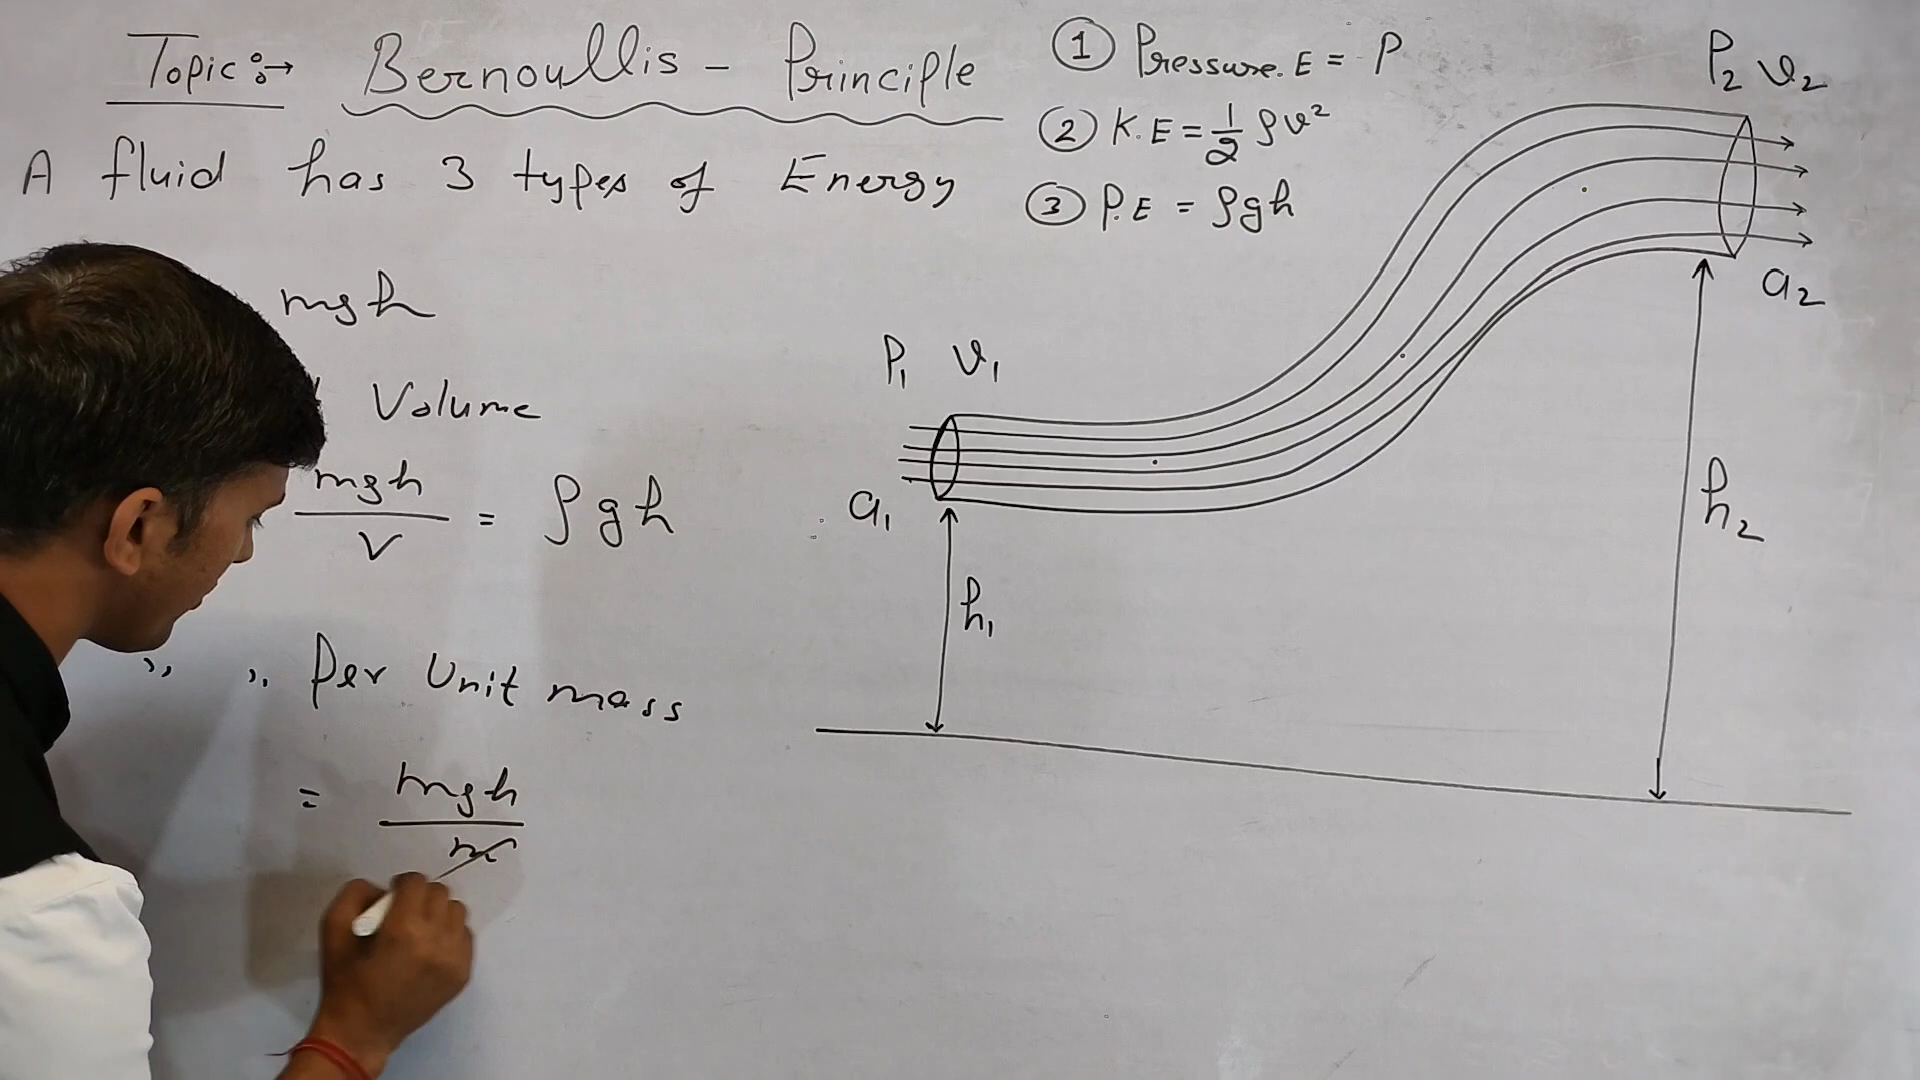 Topic:→ Bernoullis - Principle
A fluid has 3 types of Energy
① Pressure.E = P
② K.E = 1/2 ρv²
③ P.E = ρgh
mgh
Volume
mgh/V = ρgh
,, ,, Per Unit mass
= mgh/m
P₁ v₁
a₁
h₁
P₂ v₂
a₂
h₂